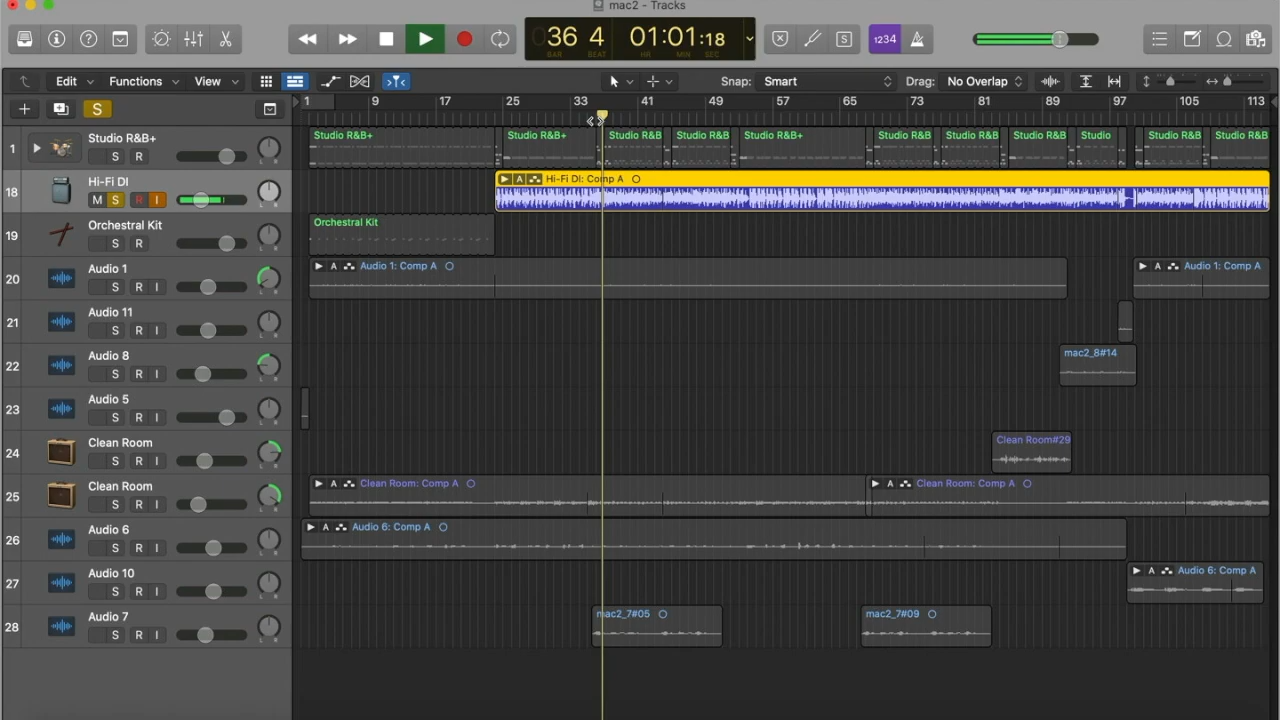 mac2 - Tracks
36 4
BAR BEAT
01:01:18
HR MIN SEC
1234
Edit Functions View
Snap: Smart
Drag: No Overlap
S
1 9 17 25 33 41 49 57 65 73 81 89 97 105 113
1 Studio R&B+
S R
Studio R&B+ Studio R&B+ Studio R&B Studio R&B Studio R&B+ Studio R&B Studio R&B Studio R&B Studio Studio R&B Studio R&B
18 Hi-Fi DI
M S R I
Hi-Fi DI: Comp A
19 Orchestral Kit
S R
Orchestral Kit
20 Audio 1
S R I
A Audio 1: Comp A
A Audio 1: Comp A
21 Audio 11
S R I
22 Audio 8
S R I
mac2_8#14
23 Audio 5
S R I
24 Clean Room
S R I
Clean Room#29
25 Clean Room
S R I
A Clean Room: Comp A
A Clean Room: Comp A
26 Audio 6
S R I
A Audio 6: Comp A
27 Audio 10
S R I
A Audio 6: Comp A
28 Audio 7
S R I
mac2_7#05
mac2_7#09